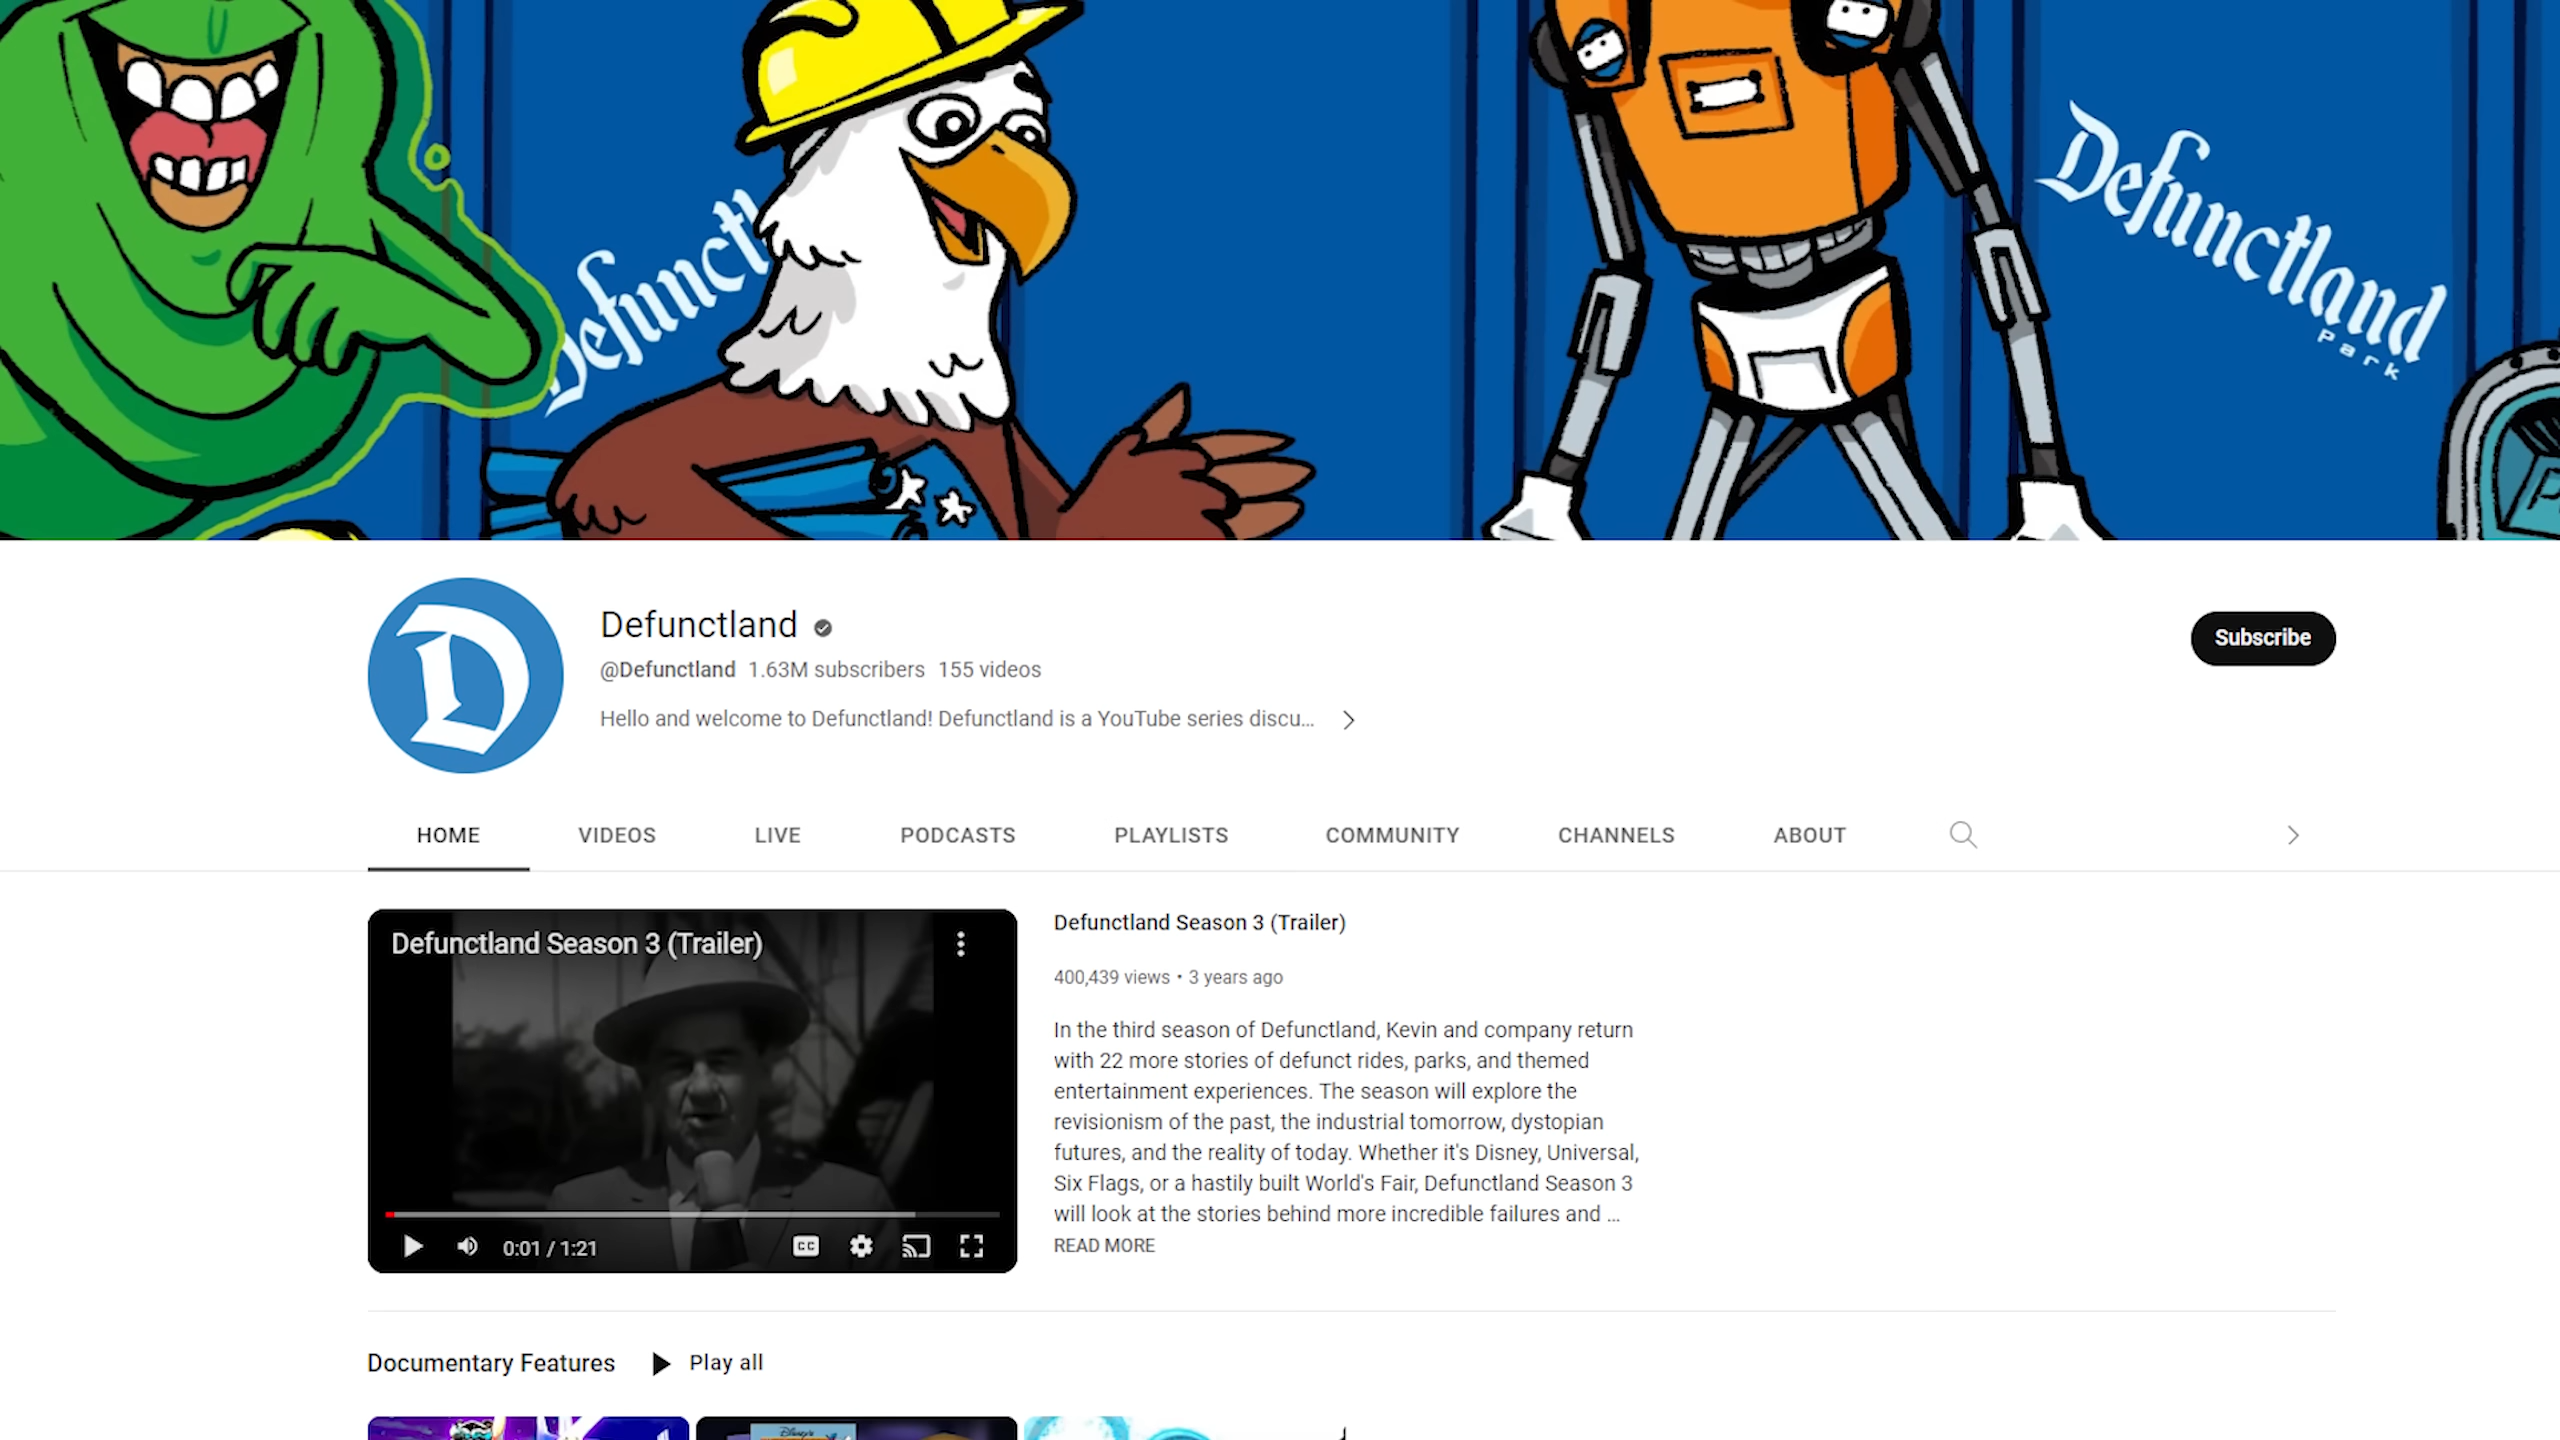 Defunctl
Defunctland
Park
Defunctland
@Defunctland 1.63M subscribers 155 videos
Hello and welcome to Defunctland! Defunctland is a YouTube series discu...
Subscribe
HOME VIDEOS LIVE PODCASTS PLAYLISTS COMMUNITY CHANNELS ABOUT
Defunctland Season 3 (Trailer)
0:01 / 1:21
CC
Defunctland Season 3 (Trailer)
400,439 views • 3 years ago
In the third season of Defunctland, Kevin and company return
with 22 more stories of defunct rides, parks, and themed
entertainment experiences. The season will explore the
revisionism of the past, the industrial tomorrow, dystopian
futures, and the reality of today. Whether it's Disney, Universal,
Six Flags, or a hastily built World's Fair, Defunctland Season 3
will look at the stories behind more incredible failures and ...
READ MORE
Documentary Features Play all
Disney's